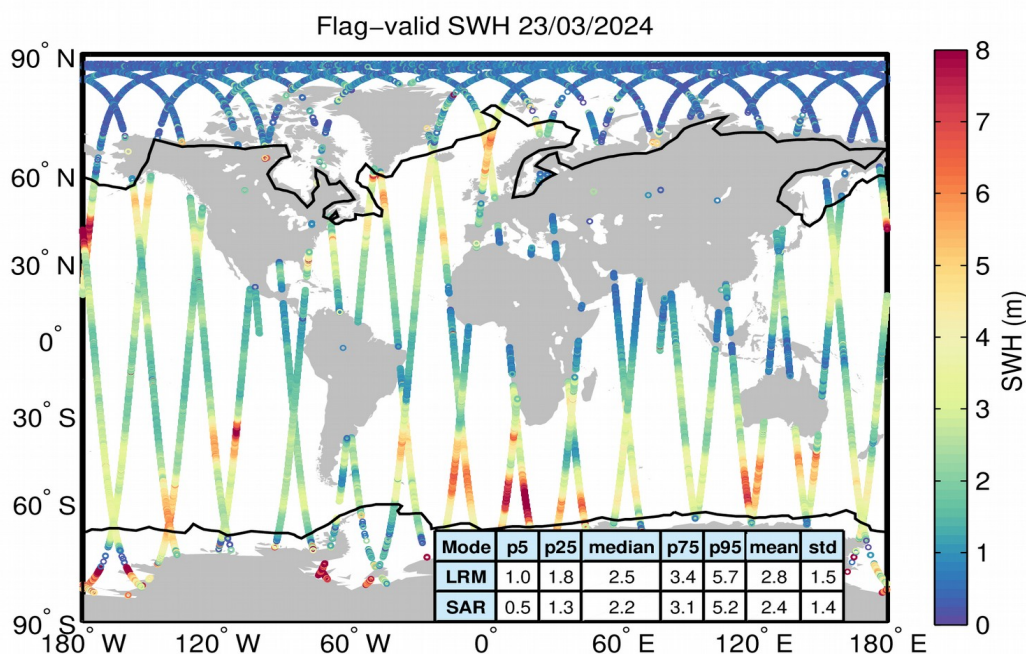 Flag−valid SWH 23/03/2024
90° N
60° N
30° N
0°
30° S
60° S
90° S
180° W
120° W
60° W
0°
60° E
120° E
180° E
8
7
6
5
4
3
2
1
0
SWH (m)
Mode p5 p25 median p75 p95 mean std
LRM 1.0 1.8 2.5 3.4 5.7 2.8 1.5
SAR 0.5 1.3 2.2 3.1 5.2 2.4 1.4